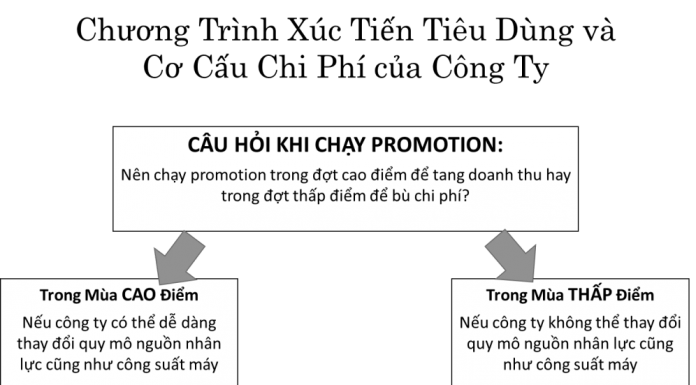 Chương Trình Xúc Tiến Tiêu Dùng và
Cơ Cấu Chi Phí của Công Ty
CÂU HỎI KHI CHẠY PROMOTION:
Nên chạy promotion trong đợt cao điểm để tang doanh thu hay
trong đợt thấp điểm để bù chi phí?
Trong Mùa CAO Điểm
Nếu công ty có thể dễ dàng
thay đổi quy mô nguồn nhân
lực cũng như công suất máy
Trong Mùa THẤP Điểm
Nếu công ty không thể thay đổi
quy mô nguồn nhân lực cũng
như công suất máy